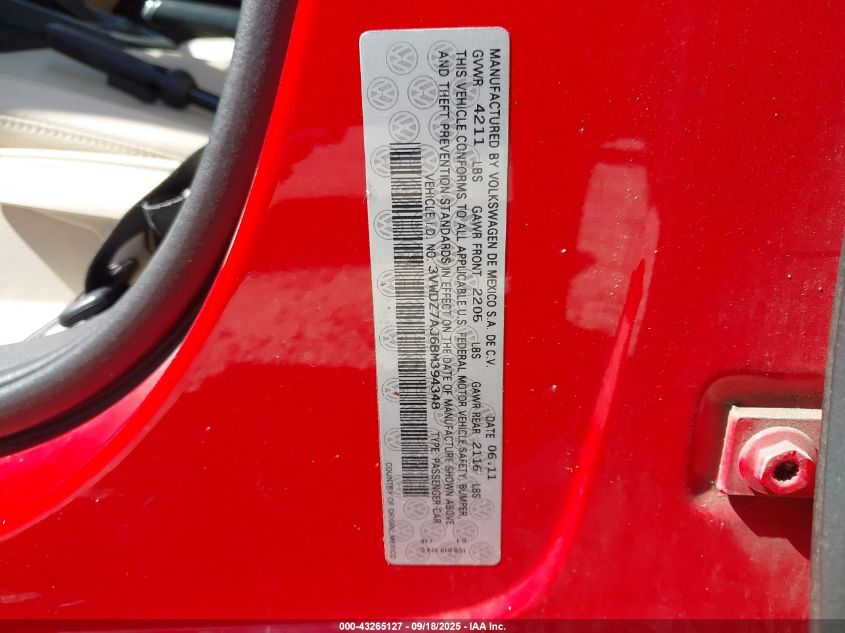 MANUFACTURED BY VOLKSWAGEN DE MEXICO S.A. DE C.V. DATE 06.11
GVWR 4211 LBS GAWR FRONT 2205 LBS GAWR REAR 2116 LBS
THIS VEHICLE CONFORMS TO ALL APPLICABLE U.S. FEDERAL MOTOR VEHICLE SAFETY, BUMPER
AND THEFT PREVENTION STANDARDS IN EFFECT ON THE DATE OF MANUFACTURE SHOWN ABOVE
VEHICLE I.D. NO. 3VWDZ7AJ6BM394348 TYPE: PASSENGER CAR
COUNTRY OF ORIGIN: MEXICO
000-43265127 - 09/18/2025 - IAA Inc.